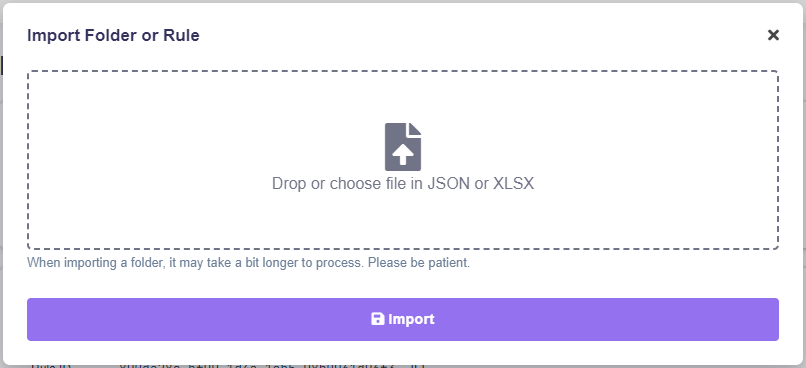 Import Folder or Rule
Drop or choose file in JSON or XLSX
When importing a folder, it may take a bit longer to process. Please be patient.
Import